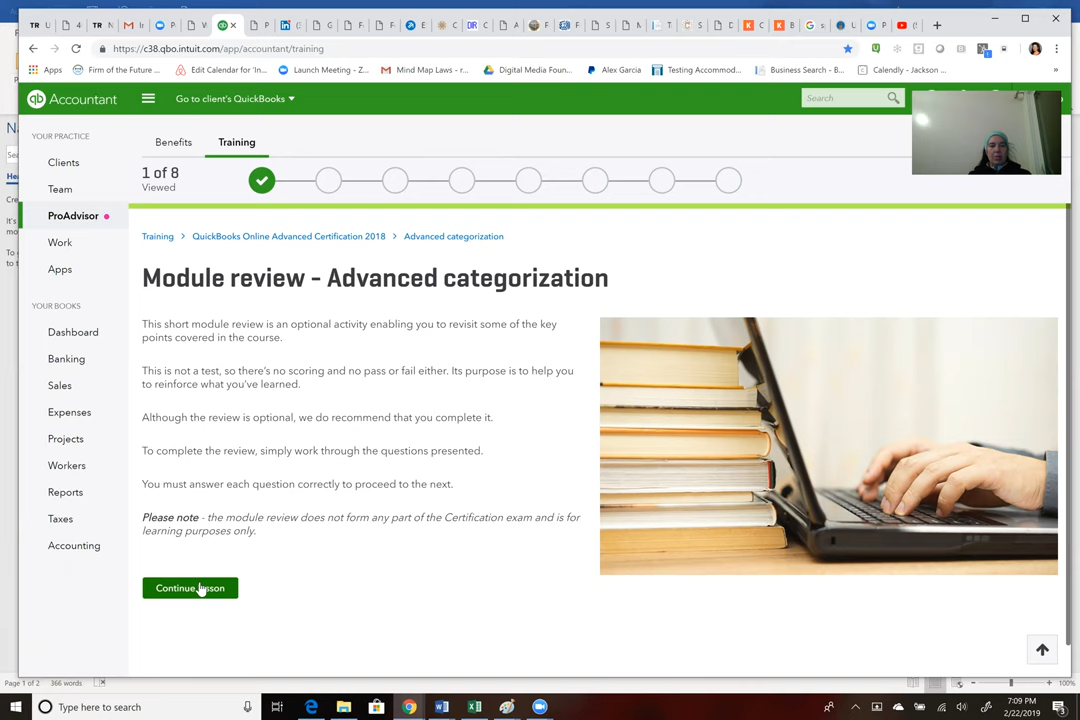 https://c38.qbo.intuit.com/app/accountant/training
Apps
Firm of the Future ...
Edit Calendar for 'In...
Launch Meeting - Z...
Mind Map Laws - r...
Digital Media Foun...
Alex Garcia
Testing Accommod...
Business Search - B...
Calendly - Jackson ...
qb Accountant
Go to client's QuickBooks
Search
YOUR PRACTICE
Clients
Team
ProAdvisor
Work
Apps
YOUR BOOKS
Dashboard
Banking
Sales
Expenses
Projects
Workers
Reports
Taxes
Accounting
Benefits
Training
1 of 8
Viewed
Training > QuickBooks Online Advanced Certification 2018 > Advanced categorization
Module review - Advanced categorization
This short module review is an optional activity enabling you to revisit some of the key
points covered in the course.
This is not a test, so there's no scoring and no pass or fail either. Its purpose is to help you
to reinforce what you've learned.
Although the review is optional, we do recommend that you complete it.
To complete the review, simply work through the questions presented.
You must answer each question correctly to proceed to the next.
Please note - the module review does not form any part of the Certification exam and is for
learning purposes only.
Continue lesson
Page 1 of 2 366 words
100%
Type here to search
7:09 PM
2/22/2019